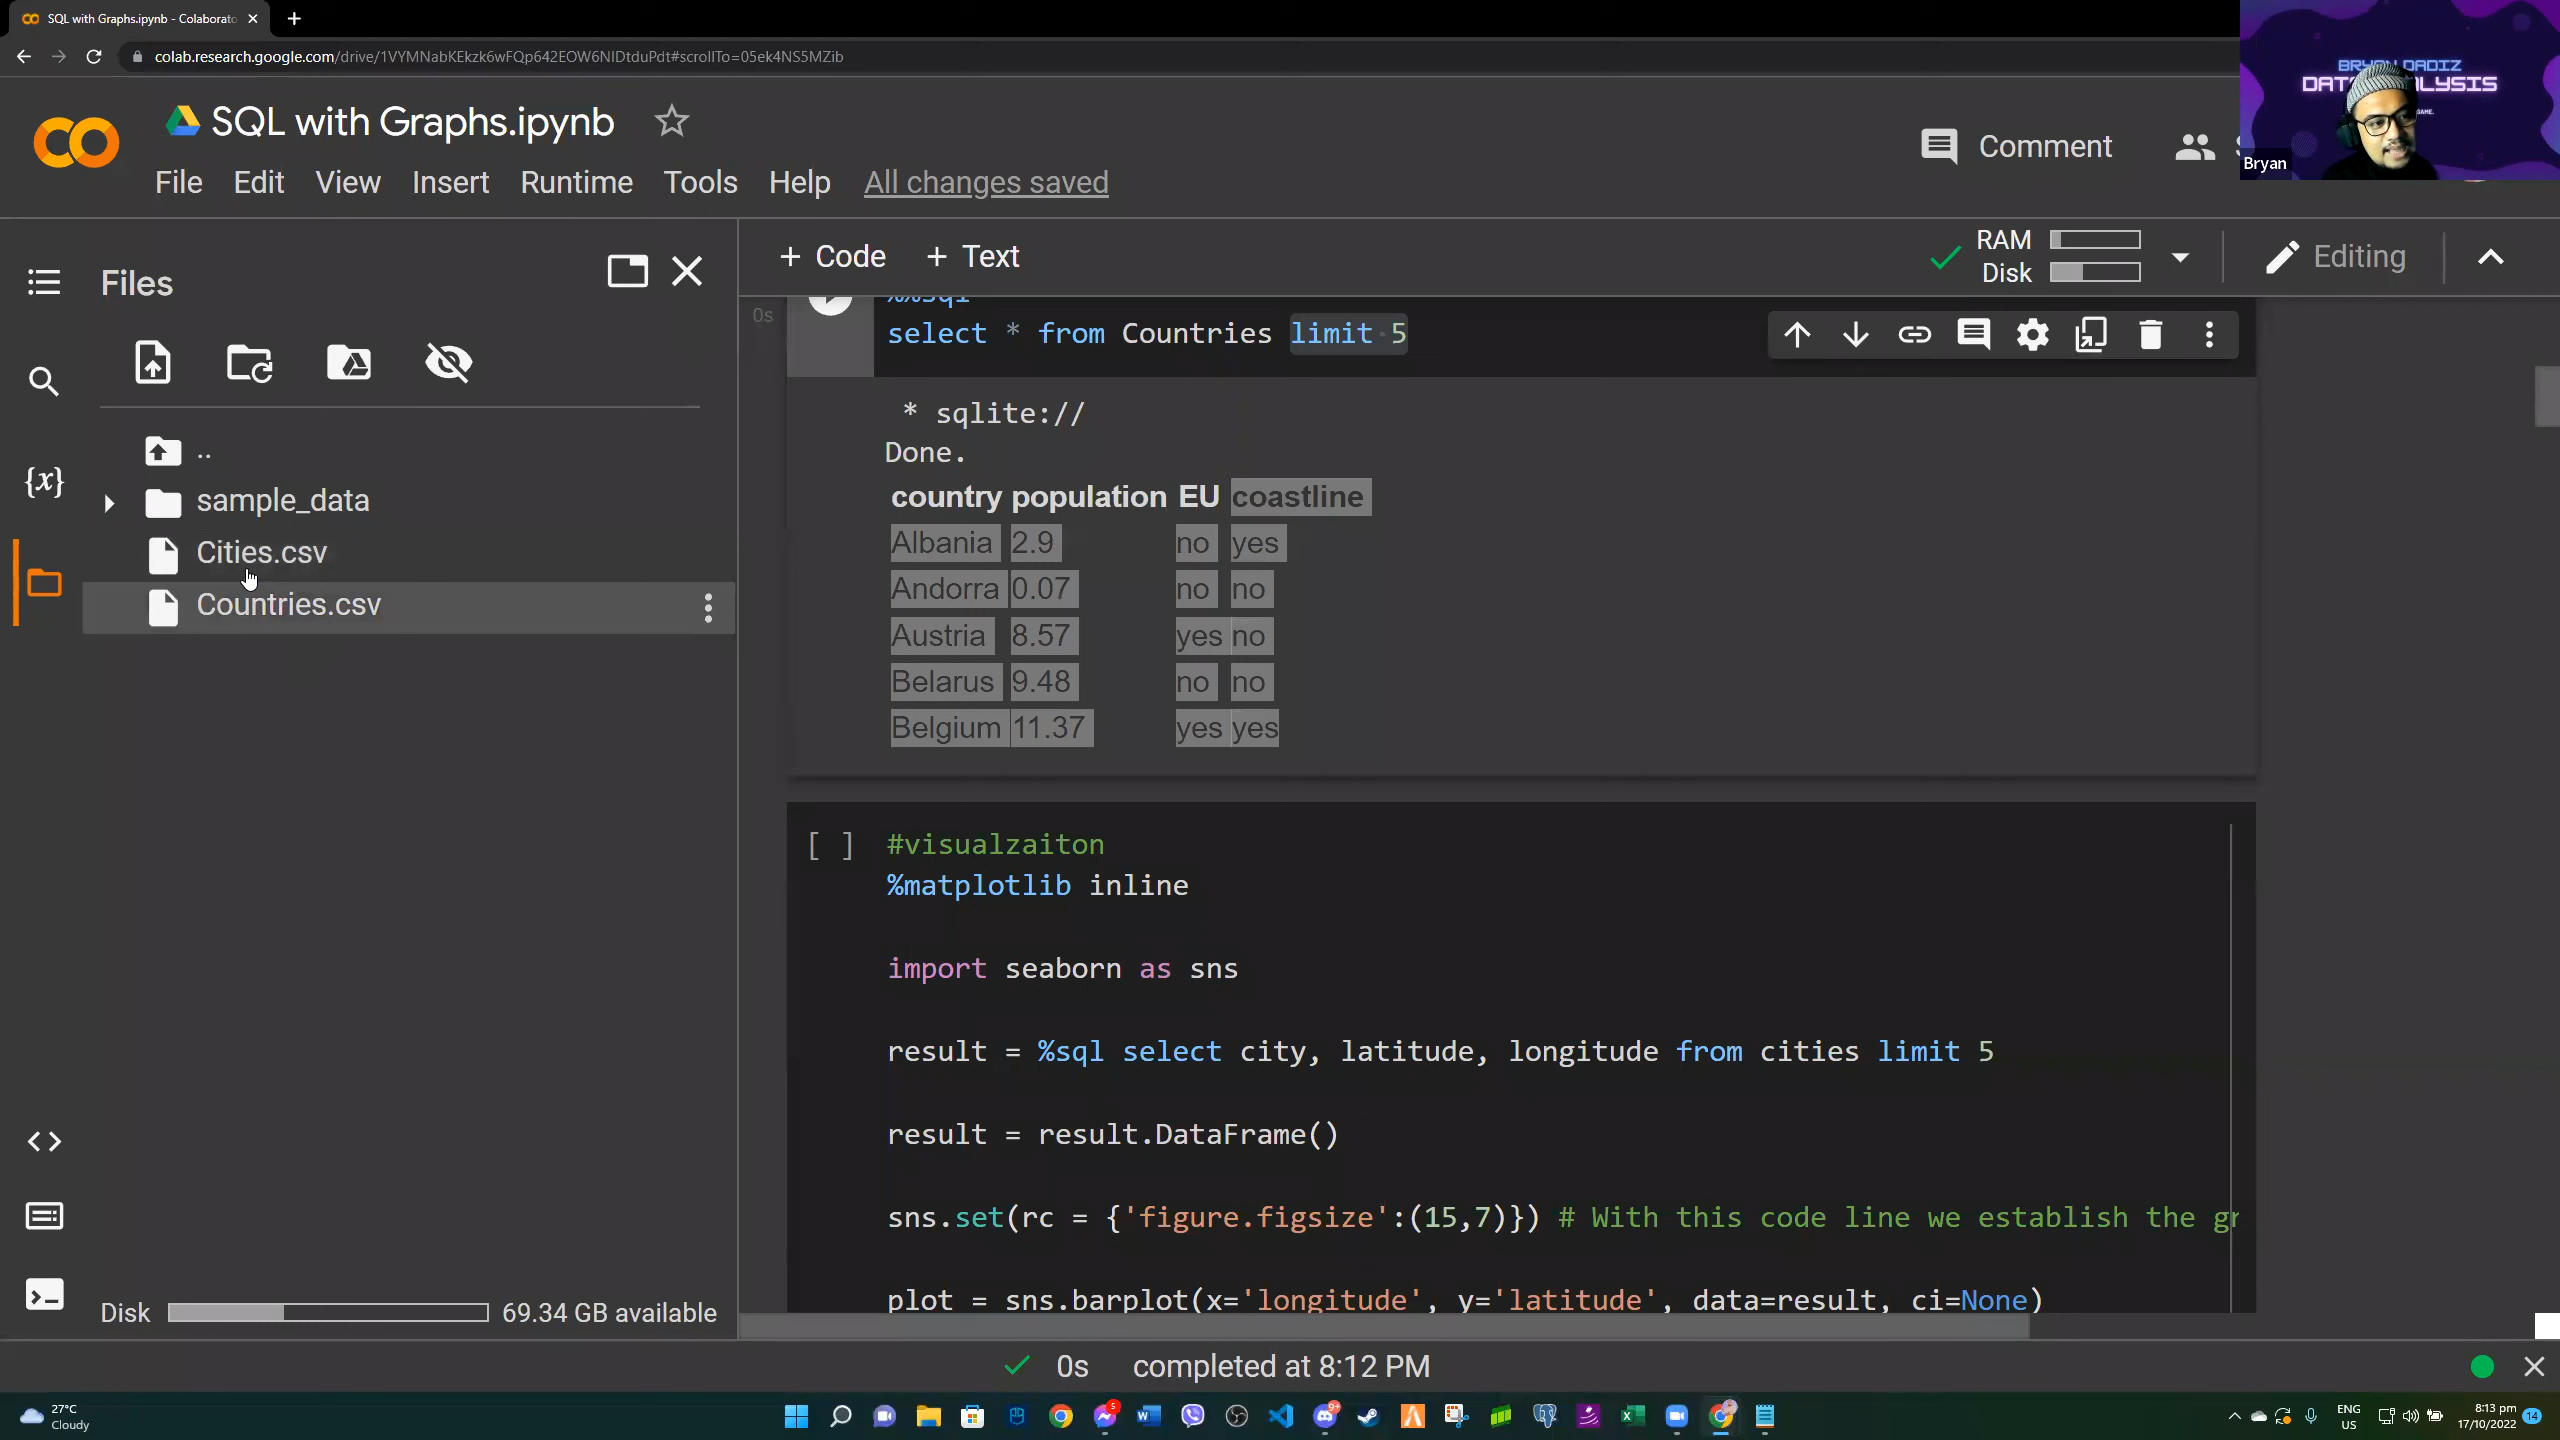 SQL with Graphs.ipynb - Colaborato
colab.research.google.com/drive/1VYMNabKEkzk6wFQp642EOW6NIDtduPdt#scrollTo=05ek4NS5MZib
BRYAN DADIZ
Bryan
SQL with Graphs.ipynb
Comment
File Edit View Insert Runtime Tools Help All changes saved
Files
+ Code + Text
RAM
Disk
Editing
..
sample_data
Cities.csv
Countries.csv
{x}
Disk 69.34 GB available
0s
%%sql
select * from Countries limit 5
* sqlite://
Done.
country population EU coastline
Albania 2.9 no yes
Andorra 0.07 no no
Austria 8.57 yes no
Belarus 9.48 no no
Belgium 11.37 yes yes
[ ] #visualzaiton
%matplotlib inline
import seaborn as sns
result = %sql select city, latitude, longitude from cities limit 5
result = result.DataFrame()
sns.set(rc = {'figure.figsize':(15,7)}) # With this code line we establish the gr
plot = sns.barplot(x='longitude', y='latitude', data=result, ci=None)
0s completed at 8:12 PM
27°C
Cloudy
ENG
US
8:13 pm
17/10/2022
14